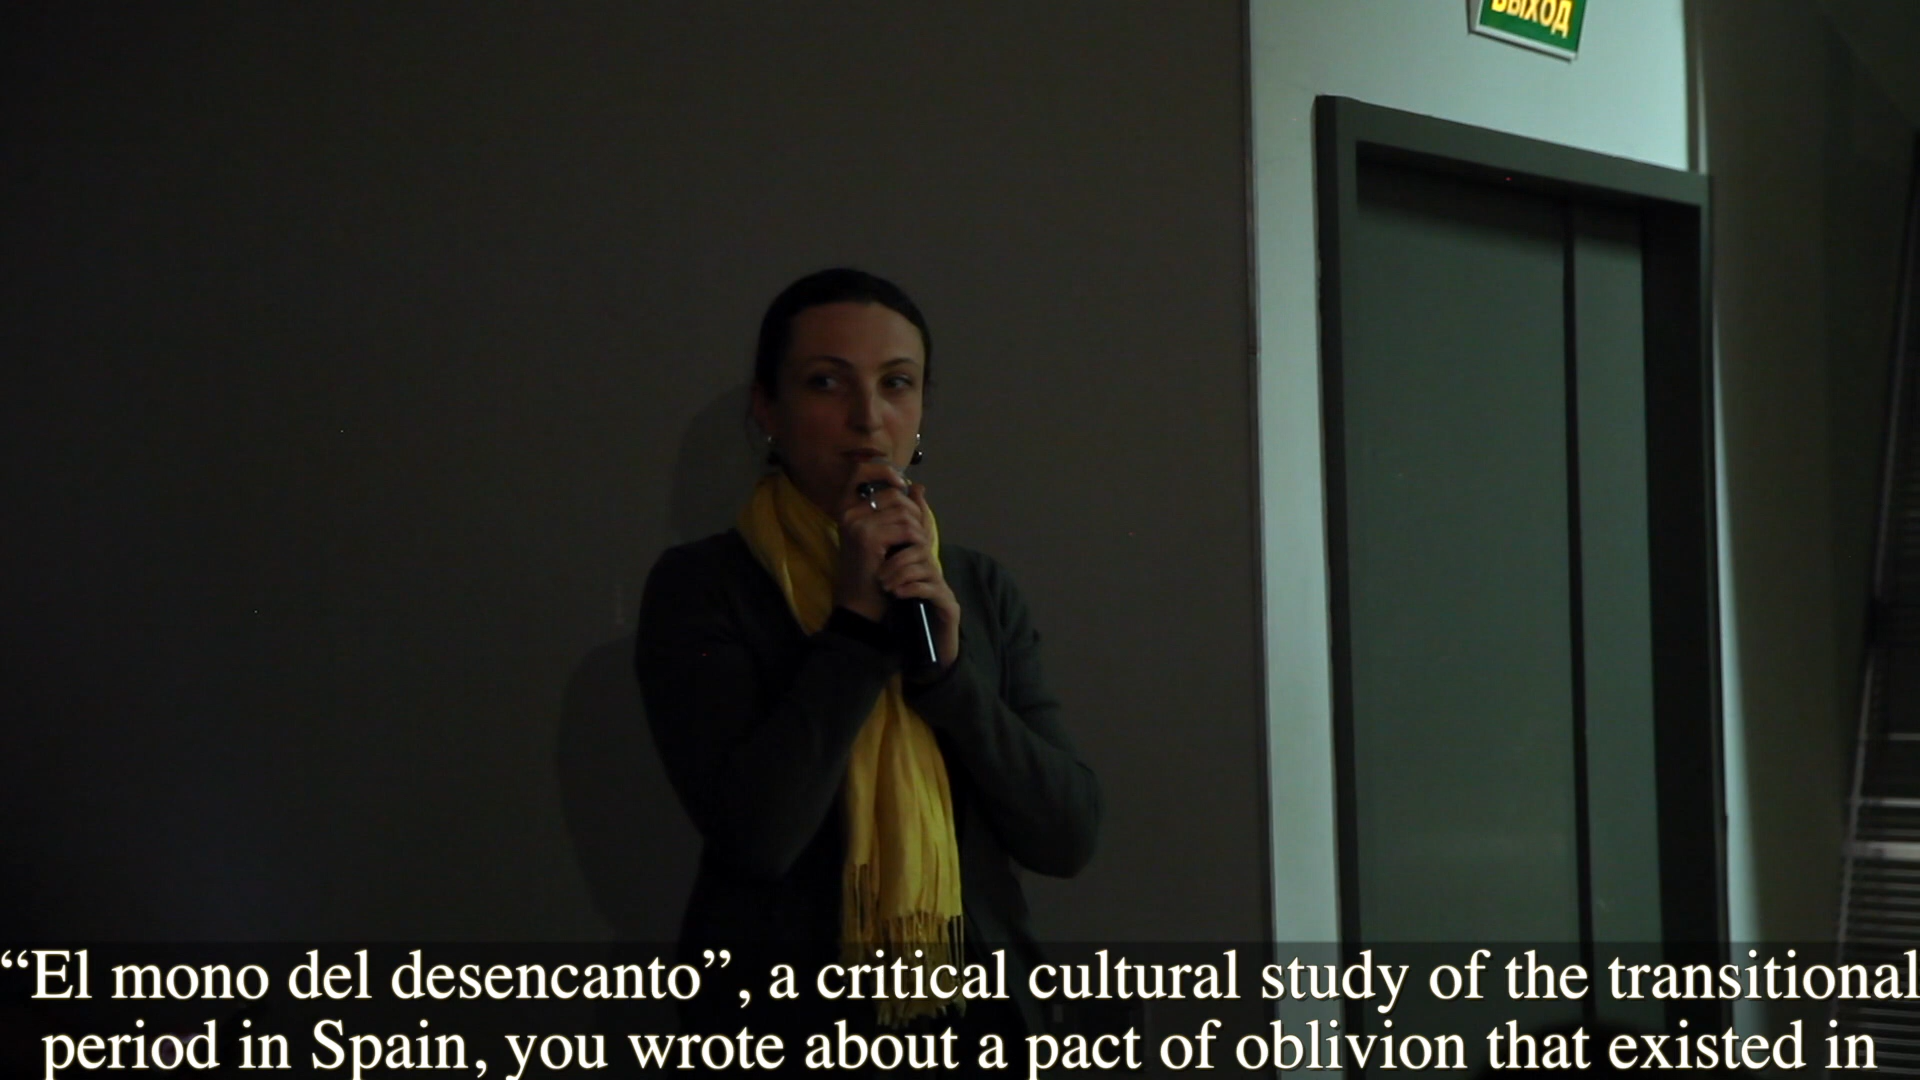 ВЫХОД
“El mono del desencanto”, a critical cultural study of the transitional
period in Spain, you wrote about a pact of oblivion that existed in